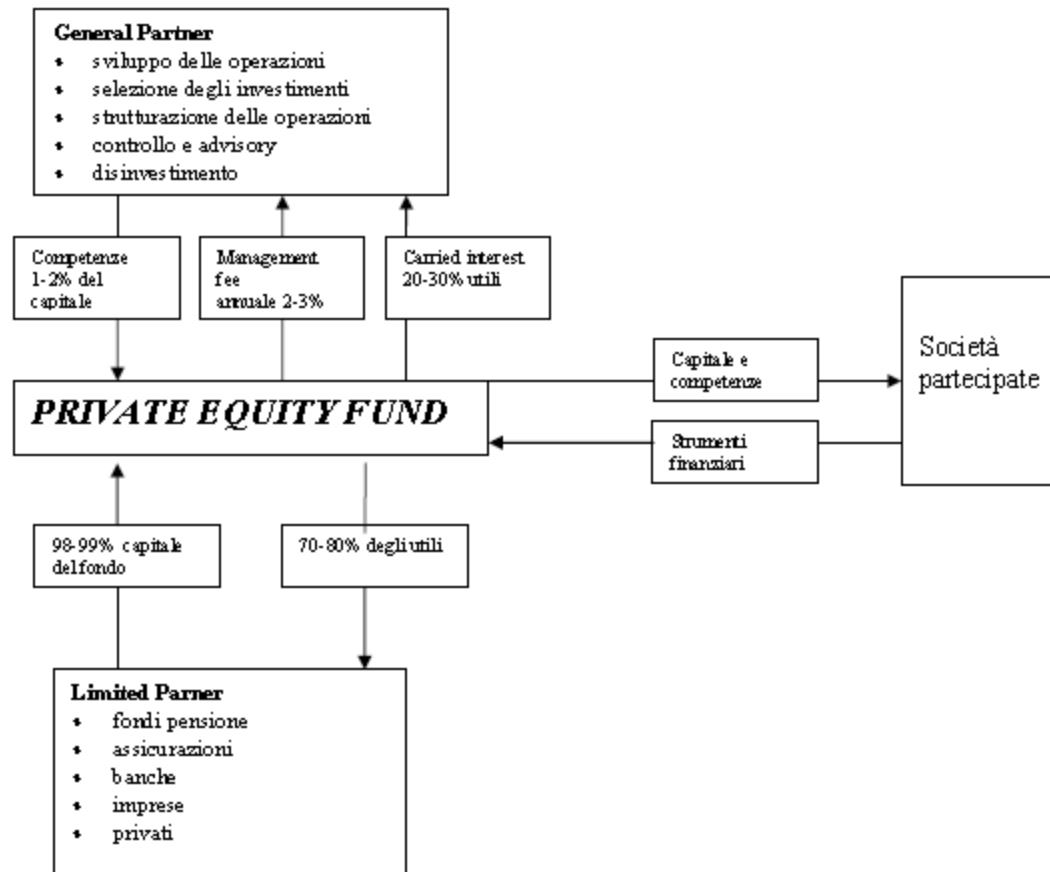 General Partner
• sviluppo delle operazioni
• selezione degli investimenti
• strutturazione delle operazioni
• controllo e advisory
• disinvestimento
Competenze
1-2% del
capitale
Management
fee
annuale 2-3%
Carried interest
20-30% utili
Capitale e
competenze
Società
partecipate
PRIVATE EQUITY FUND
Strumenti
finanziari
98-99% capitale
del fondo
70-80% degli utili
Limited Parner
• fondi pensione
• assicurazioni
• banche
• imprese
• privati